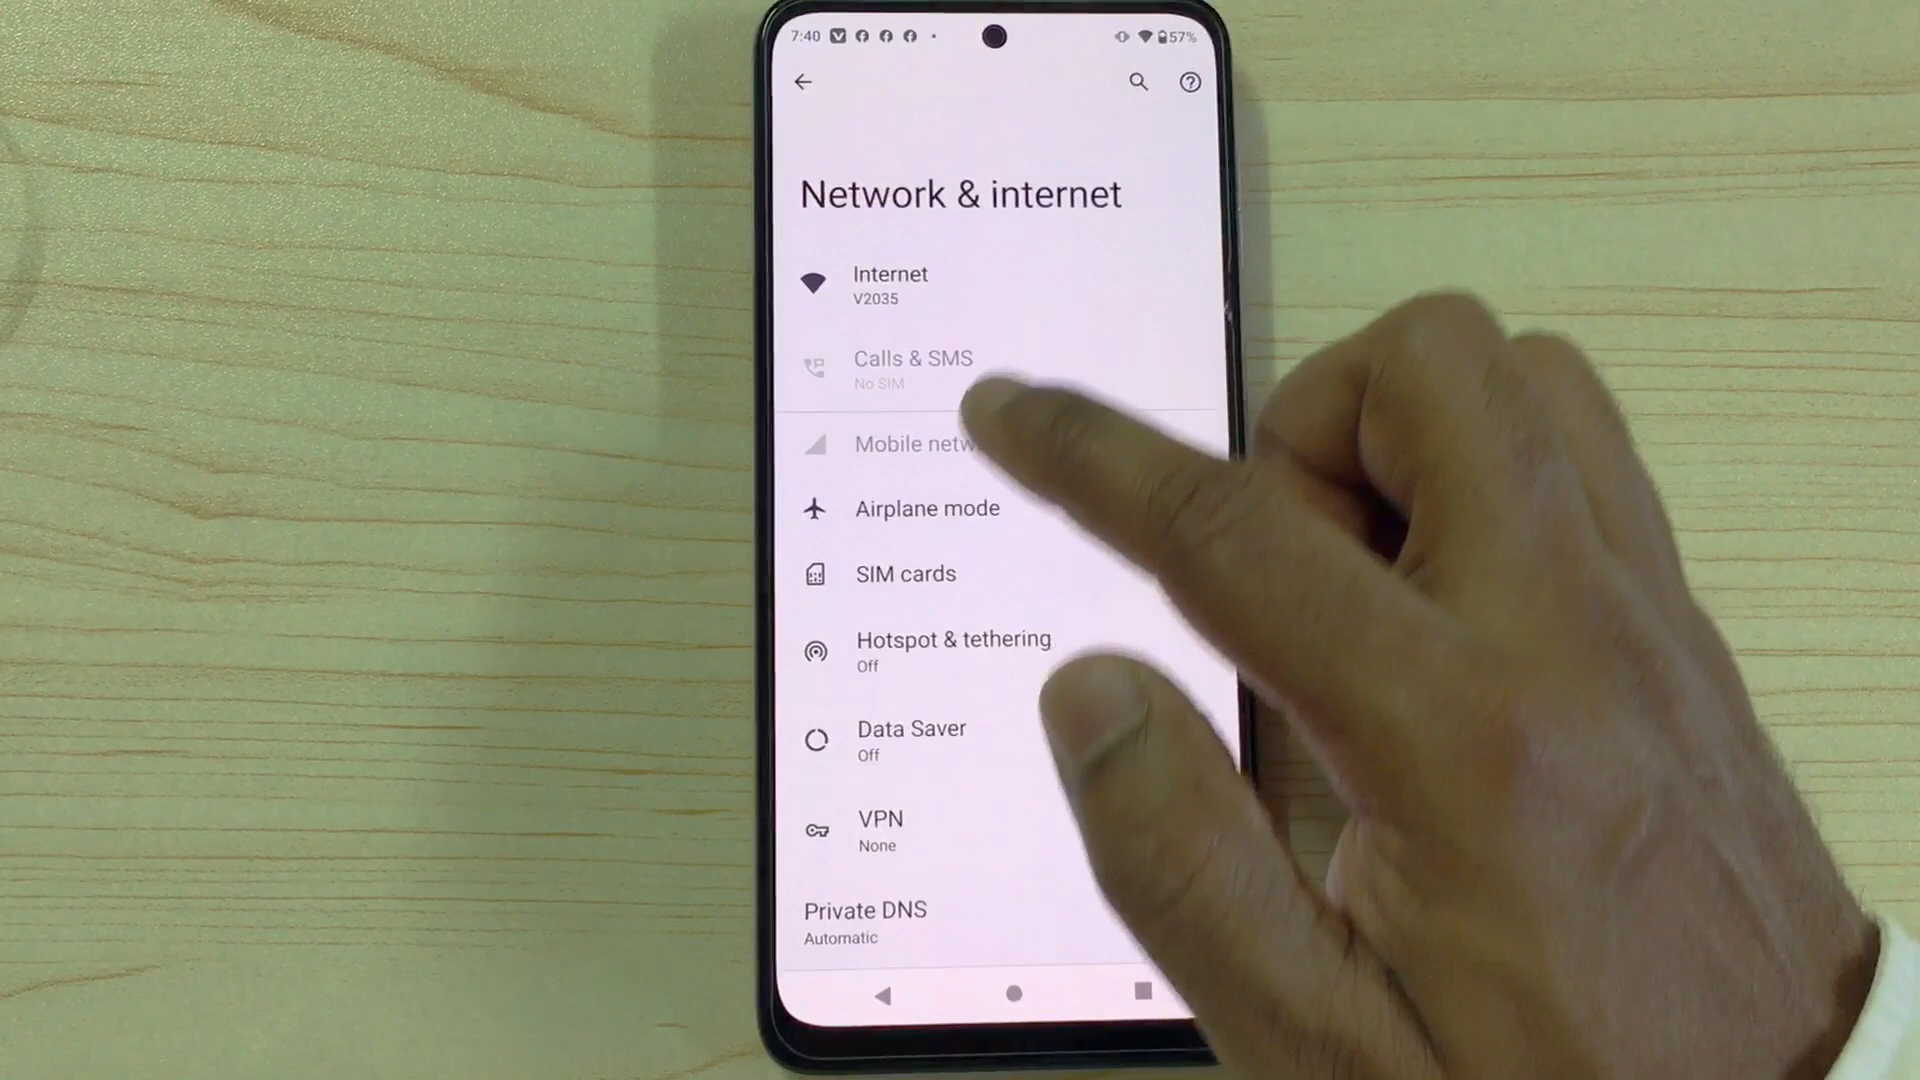 7:40
57%
Network & internet
Internet
V2035
Calls & SMS
No SIM
Mobile
Airplane mode
SIM cards
Hotspot & tethering
Off
Data Saver
Off
VPN
None
Private DNS
Automatic